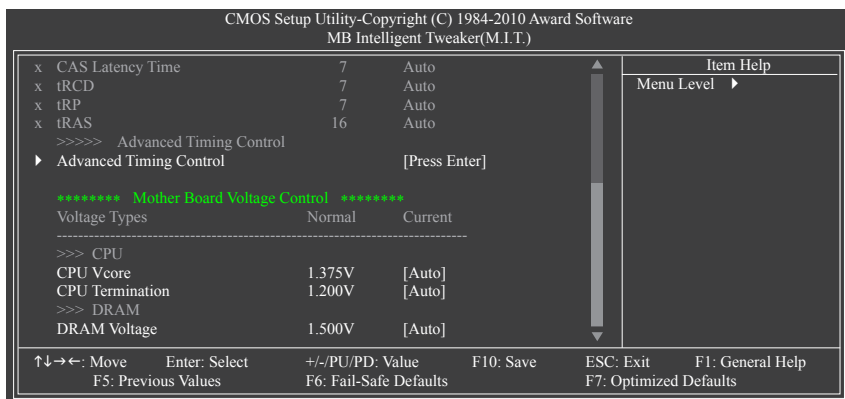 CMOS Setup Utility-Copyright (C) 1984-2010 Award Software
MB Intelligent Tweaker(M.I.T.)
x CAS Latency Time 7 Auto
x tRCD 7 Auto
x tRP 7 Auto
x tRAS 16 Auto
>>>>> Advanced Timing Control
Advanced Timing Control [Press Enter]
******** Mother Board Voltage Control ********
Voltage Types Normal Current
-----------------------------------------------------------------------------
>>> CPU
CPU Vcore 1.375V [Auto]
CPU Termination 1.200V [Auto]
>>> DRAM
DRAM Voltage 1.500V [Auto]
Item Help
Menu Level
↑↓→←: Move Enter: Select +/-/PU/PD: Value F10: Save ESC: Exit F1: General Help
F5: Previous Values F6: Fail-Safe Defaults F7: Optimized Defaults